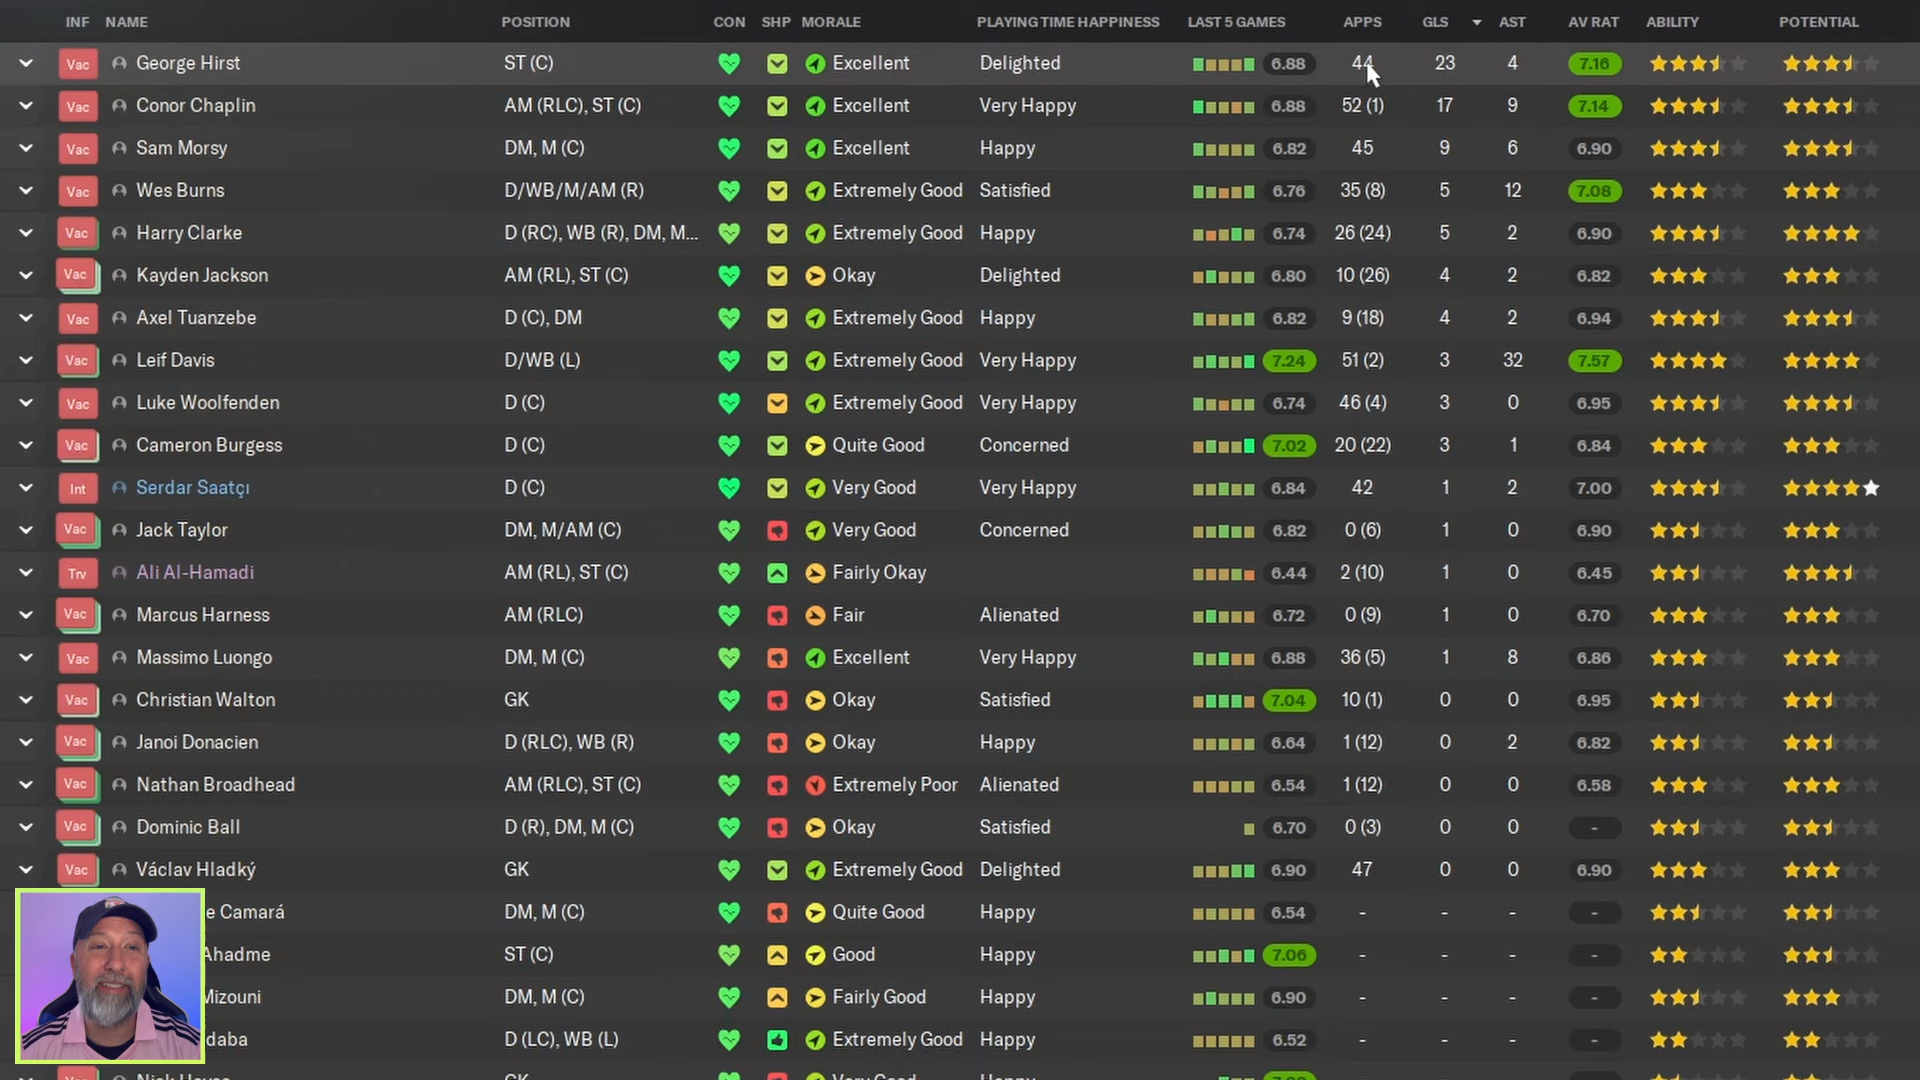 INF NAME POSITION CON SHP MORALE PLAYING TIME HAPPINESS LAST 5 GAMES APPS GLS AST AV RAT ABILITY POTENTIAL
Vac George Hirst ST (C) Excellent Delighted 6.88 44 23 4 7.16
Vac Conor Chaplin AM (RLC), ST (C) Excellent Very Happy 6.88 52 (1) 17 9 7.14
Vac Sam Morsy DM, M (C) Excellent Happy 6.82 45 9 6 6.90
Vac Wes Burns D/WB/M/AM (R) Extremely Good Satisfied 6.76 35 (8) 5 12 7.08
Vac Harry Clarke D (RC), WB (R), DM, M... Extremely Good Happy 6.74 26 (24) 5 2 6.90
Vac Kayden Jackson AM (RL), ST (C) Okay Delighted 6.80 10 (26) 4 2 6.82
Vac Axel Tuanzebe D (C), DM Extremely Good Happy 6.82 9 (18) 4 2 6.94
Vac Leif Davis D/WB (L) Extremely Good Very Happy 7.24 51 (2) 3 32 7.57
Vac Luke Woolfenden D (C) Extremely Good Very Happy 6.74 46 (4) 3 0 6.95
Vac Cameron Burgess D (C) Quite Good Concerned 7.02 20 (22) 3 1 6.84
Int Serdar Saatçı D (C) Very Good Very Happy 6.84 42 1 2 7.00
Vac Jack Taylor DM, M/AM (C) Very Good Concerned 6.82 0 (6) 1 0 6.90
Trv Ali Al-Hamadi AM (RL), ST (C) Fairly Okay 6.44 2 (10) 1 0 6.45
Vac Marcus Harness AM (RLC) Fair Alienated 6.72 0 (9) 1 0 6.70
Vac Massimo Luongo DM, M (C) Excellent Very Happy 6.88 36 (5) 1 8 6.86
Vac Christian Walton GK Okay Satisfied 7.04 10 (1) 0 0 6.95
Vac Janoi Donacien D (RLC), WB (R) Okay Happy 6.64 1 (12) 0 2 6.82
Vac Nathan Broadhead AM (RLC), ST (C) Extremely Poor Alienated 6.54 1 (12) 0 0 6.58
Vac Dominic Ball D (R), DM, M (C) Okay Satisfied 6.70 0 (3) 0 0 -
Vac Václav Hladký GK Extremely Good Delighted 6.90 47 0 0 6.90
e Camará DM, M (C) Quite Good Happy 6.54 - - - -
Ahadme ST (C) Good Happy 7.06 - - - -
Mizouni DM, M (C) Fairly Good Happy 6.90 - - - -
daba D (LC), WB (L) Extremely Good Happy 6.52 - - - -